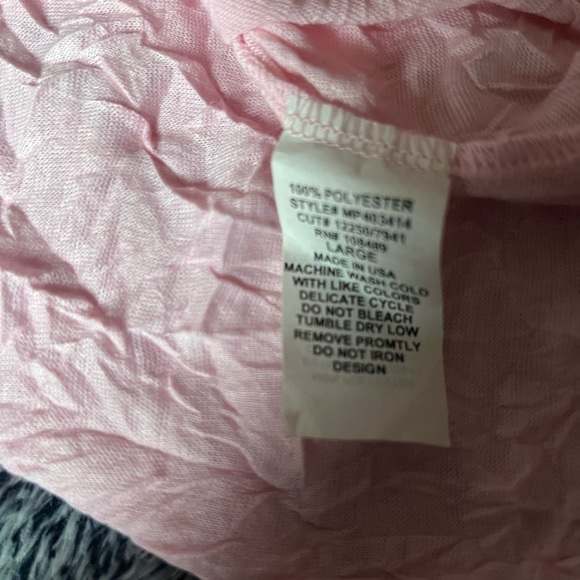 100% POLYESTER
STYLE# MP403414
CUT# 12250/7941
RN# 108489
LARGE
MADE IN USA
MACHINE WASH COLD
WITH LIKE COLORS
DELICATE CYCLE
DO NOT BLEACH
TUMBLE DRY LOW
REMOVE PROMTLY
DO NOT IRON
DESIGN